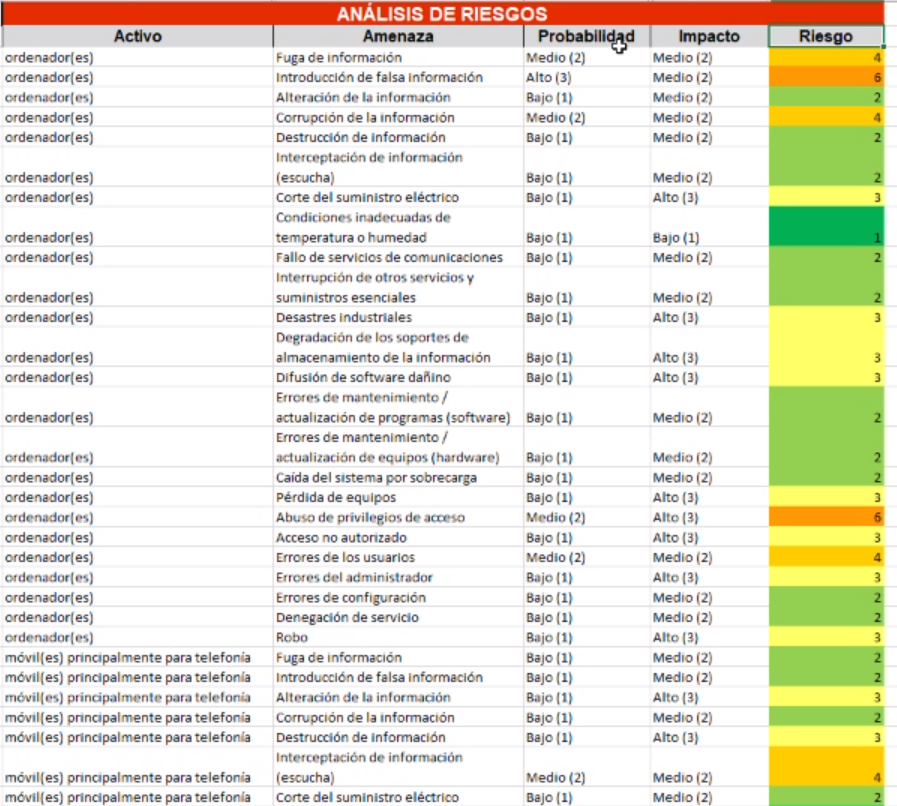 ANÁLISIS DE RIESGOS
Activo Amenaza Probabilidad Impacto Riesgo
ordenador(es) Fuga de información Medio (2) Medio (2) 4
ordenador(es) Introducción de falsa información Alto (3) Medio (2) 6
ordenador(es) Alteración de la información Bajo (1) Medio (2) 2
ordenador(es) Corrupción de la información Medio (2) Medio (2) 4
ordenador(es) Destrucción de información Bajo (1) Medio (2) 2
Interceptación de información
ordenador(es) (escucha) Bajo (1) Medio (2) 2
ordenador(es) Corte del suministro eléctrico Bajo (1) Alto (3) 3
Condiciones inadecuadas de
ordenador(es) temperatura o humedad Bajo (1) Bajo (1) 1
ordenador(es) Fallo de servicios de comunicaciones Bajo (1) Medio (2) 2
Interrupción de otros servicios y
ordenador(es) suministros esenciales Bajo (1) Medio (2) 2
ordenador(es) Desastres industriales Bajo (1) Alto (3) 3
Degradación de los soportes de
ordenador(es) almacenamiento de la información Bajo (1) Alto (3) 3
ordenador(es) Difusión de software dañino Bajo (1) Alto (3) 3
Errores de mantenimiento /
ordenador(es) actualización de programas (software) Bajo (1) Medio (2) 2
Errores de mantenimiento /
ordenador(es) actualización de equipos (hardware) Bajo (1) Medio (2) 2
ordenador(es) Caída del sistema por sobrecarga Bajo (1) Medio (2) 2
ordenador(es) Pérdida de equipos Bajo (1) Alto (3) 3
ordenador(es) Abuso de privilegios de acceso Medio (2) Alto (3) 6
ordenador(es) Acceso no autorizado Bajo (1) Alto (3) 3
ordenador(es) Errores de los usuarios Medio (2) Medio (2) 4
ordenador(es) Errores del administrador Bajo (1) Alto (3) 3
ordenador(es) Errores de configuración Bajo (1) Medio (2) 2
ordenador(es) Denegación de servicio Bajo (1) Medio (2) 2
ordenador(es) Robo Bajo (1) Alto (3) 3
móvil(es) principalmente para telefonía Fuga de información Bajo (1) Medio (2) 2
móvil(es) principalmente para telefonía Introducción de falsa información Bajo (1) Medio (2) 2
móvil(es) principalmente para telefonía Alteración de la información Bajo (1) Alto (3) 3
móvil(es) principalmente para telefonía Corrupción de la información Bajo (1) Medio (2) 2
móvil(es) principalmente para telefonía Destrucción de información Bajo (1) Alto (3) 3
Interceptación de información
móvil(es) principalmente para telefonía (escucha) Medio (2) Medio (2) 4
móvil(es) principalmente para telefonía Corte del suministro eléctrico Bajo (1) Medio (2) 2